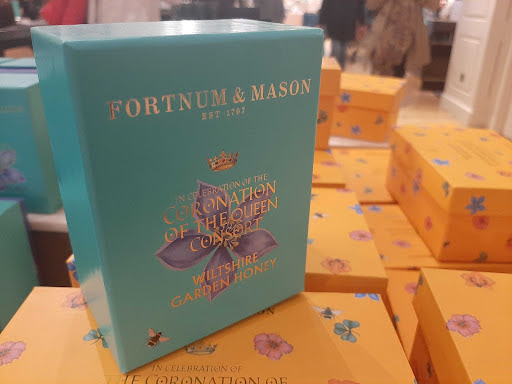 FORTNUM & MASON
EST 1707
IN CELEBRATION OF THE
CORONATION
OF THE QUEEN
CONSORT
WILTSHIRE
GARDEN HONEY
IN CELEBRATION OF
CORONATION OF